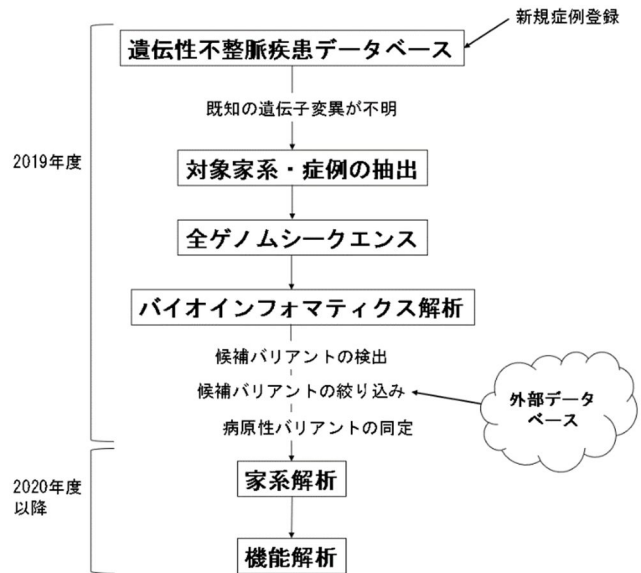 新規症例登録
遺伝性不整脈疾患データベース
既知の遺伝子変異が不明
2019年度
対象家系・症例の抽出
全ゲノムシークエンス
バイオインフォマティクス解析
候補バリアントの検出
候補バリアントの絞り込み
外部データ
ベース
病原性バリアントの同定
2020年度
以降
家系解析
機能解析